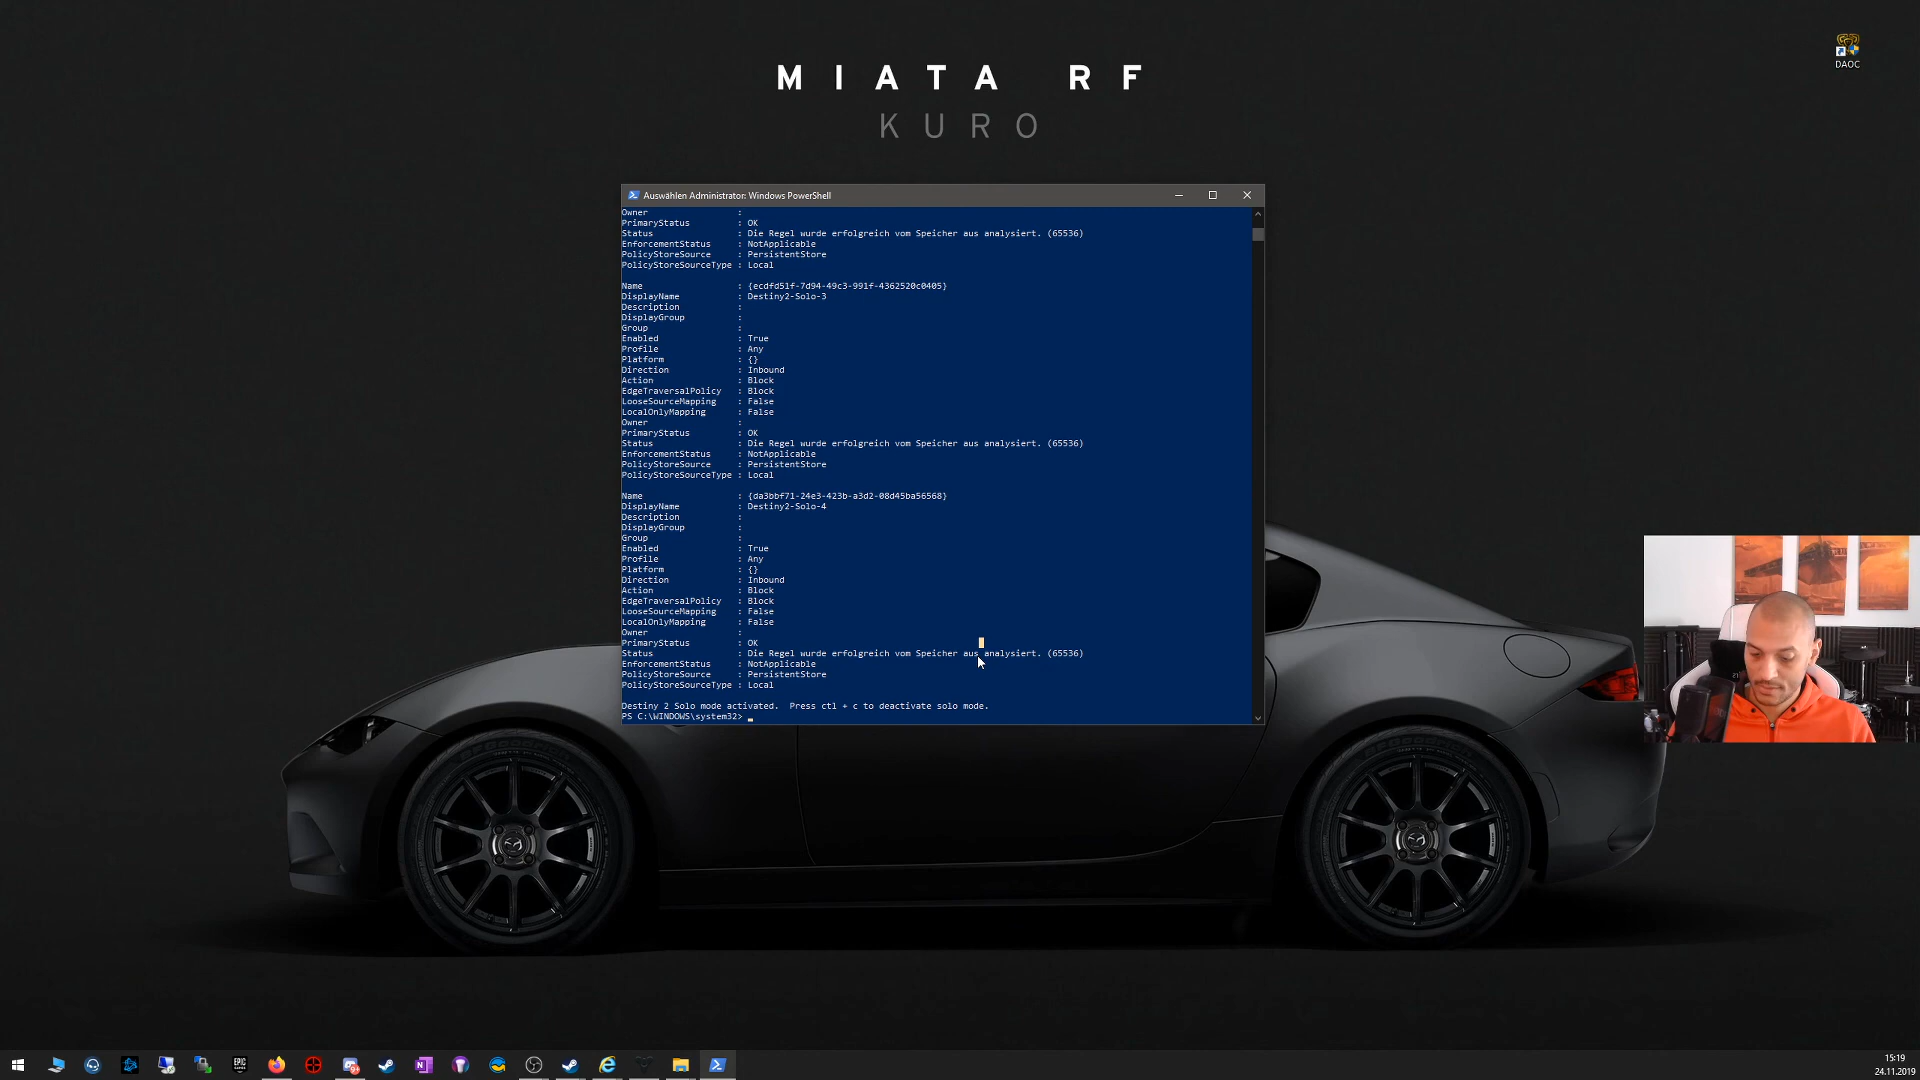 MIATA RF
KURO
DAOC
Auswählen Administrator: Windows PowerShell
Owner :
PrimaryStatus : OK
Status : Die Regel wurde erfolgreich vom Speicher aus analysiert. (65536)
EnforcementStatus : NotApplicable
PolicyStoreSource : PersistentStore
PolicyStoreSourceType : Local
Name : {ecdfd51f-7d94-49c3-991f-4362520c0405}
DisplayName : Destiny2-Solo-3
Description :
DisplayGroup :
Group :
Enabled : True
Profile : Any
Platform : {}
Direction : Inbound
Action : Block
EdgeTraversalPolicy : Block
LooseSourceMapping : False
LocalOnlyMapping : False
Owner :
PrimaryStatus : OK
Status : Die Regel wurde erfolgreich vom Speicher aus analysiert. (65536)
EnforcementStatus : NotApplicable
PolicyStoreSource : PersistentStore
PolicyStoreSourceType : Local
Name : {da3bbf71-24e3-423b-a3d2-08d45ba56568}
DisplayName : Destiny2-Solo-4
Description :
DisplayGroup :
Group :
Enabled : True
Profile : Any
Platform : {}
Direction : Inbound
Action : Block
EdgeTraversalPolicy : Block
LooseSourceMapping : False
LocalOnlyMapping : False
Owner :
PrimaryStatus : OK
Status : Die Regel wurde erfolgreich vom Speicher aus analysiert. (65536)
EnforcementStatus : NotApplicable
PolicyStoreSource : PersistentStore
PolicyStoreSourceType : Local
Destiny 2 Solo mode activated.  Press ctl + c to deactivate solo mode.
PS C:\WINDOWS\system32>
EPIC GAMES
15:19
24.11.2019